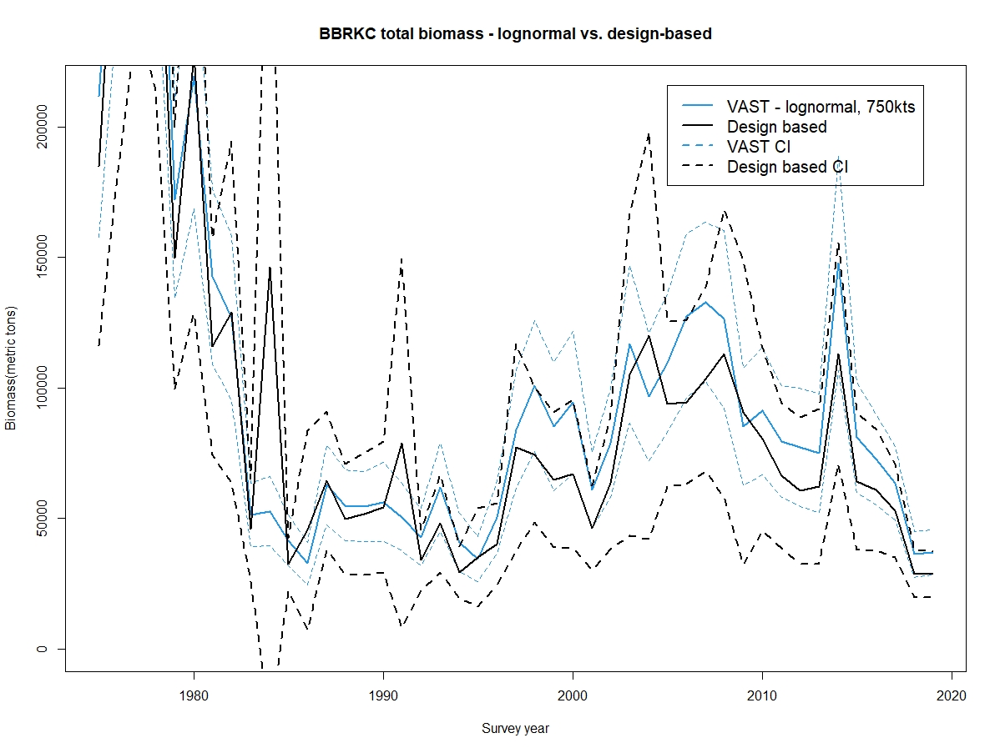 BBRKC total biomass - lognormal vs. design-based
VAST - lognormal, 750kts
Design based
VAST CI
Design based CI
Biomass(metric tons)
200000
150000
100000
50000
0
1980
1990
2000
2010
2020
Survey year